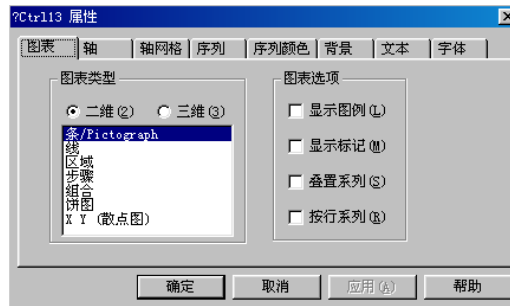 ?Ctrl13 属性
图表 轴 轴网格 序列 序列颜色 背景 文本 字体
图表类型
二维(2) 三维(3)
条/Pictograph
线
区域
步骤
组合
饼图
X Y (散点图)
图表选项
显示图例(L)
显示标记(M)
叠置系列(S)
按行系列(R)
确定 取消 应用(A) 帮助